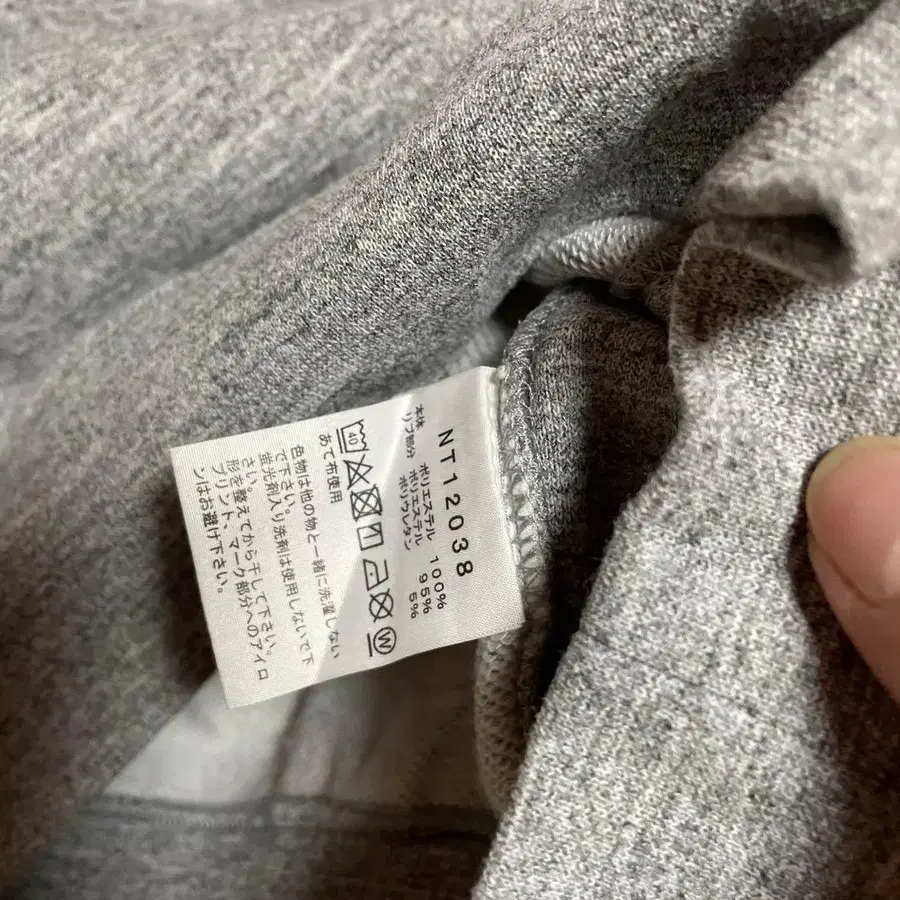 NT12038
本体 ポリエステル 100%
リブ部分 ポリエステル 95%
ポリウレタン 5%
40
W
あて布使用
色物は他の物と一緒に洗濯しない
で下さい。
蛍光剤入り洗剤は使用しないで下
さい。
形を整えてから干して下さい。
プリント、マーク部分へのアイロ
ンはお避け下さい。